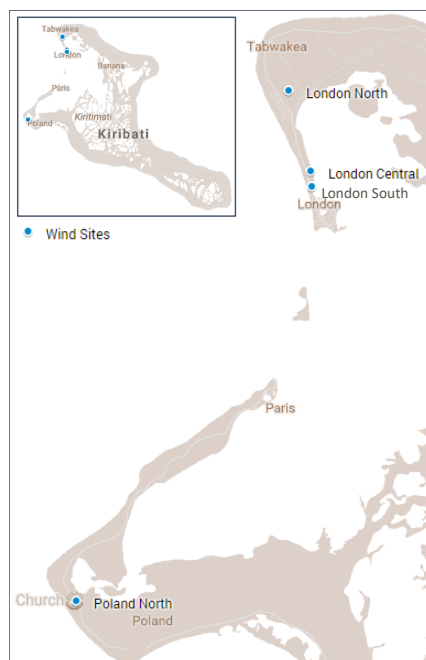 Tabwakea
London
Banana
Paris
Kiritimati
Poland
Kiribati
Wind Sites
Tabwakea
London North
London Central
London South
London
Paris
Church
Poland North
Poland